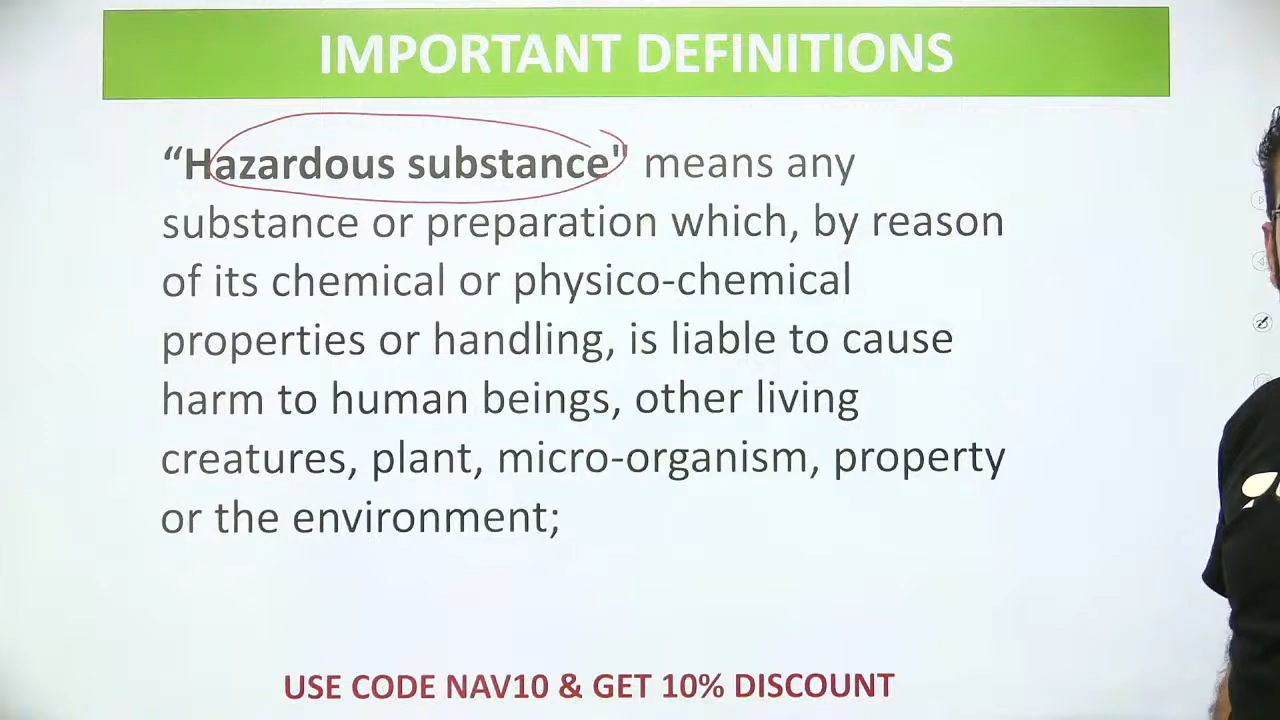 IMPORTANT DEFINITIONS
“Hazardous substance" means any
substance or preparation which, by reason
of its chemical or physico-chemical
properties or handling, is liable to cause
harm to human beings, other living
creatures, plant, micro-organism, property
or the environment;
USE CODE NAV10 & GET 10% DISCOUNT